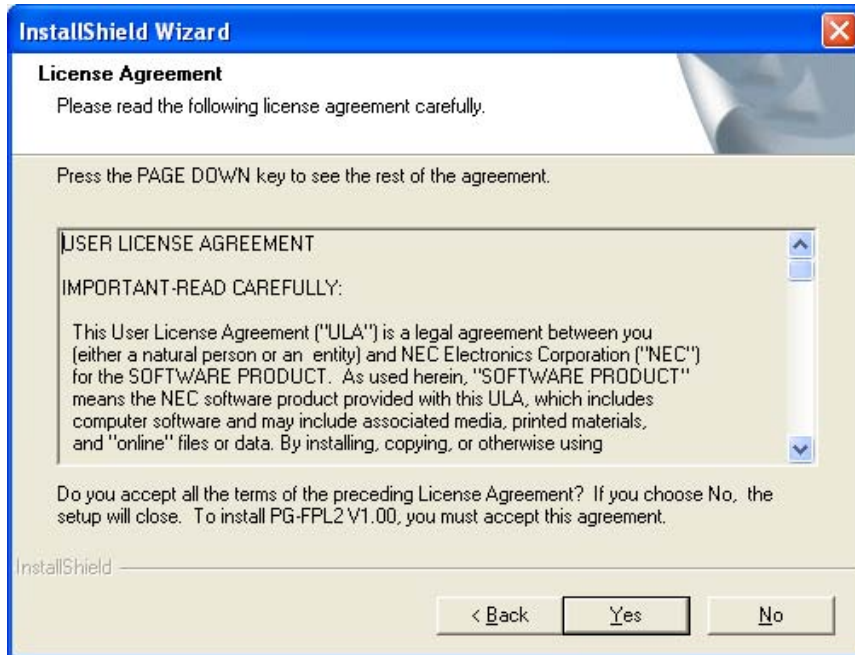 InstallShield Wizard
License Agreement
Please read the following license agreement carefully.
Press the PAGE DOWN key to see the rest of the agreement.
USER LICENSE AGREEMENT
IMPORTANT-READ CAREFULLY:
This User License Agreement ("ULA") is a legal agreement between you
(either a natural person or an  entity) and NEC Electronics Corporation ("NEC")
for the SOFTWARE PRODUCT.  As used herein, "SOFTWARE PRODUCT"
means the NEC software product provided with this ULA, which includes
computer software and may include associated media, printed materials,
and "online" files or data. By installing, copying, or otherwise using
Do you accept all the terms of the preceding License Agreement?  If you choose No,  the
setup will close.  To install PG-FPL2 V1.00, you must accept this agreement.
InstallShield
< Back
Yes
No